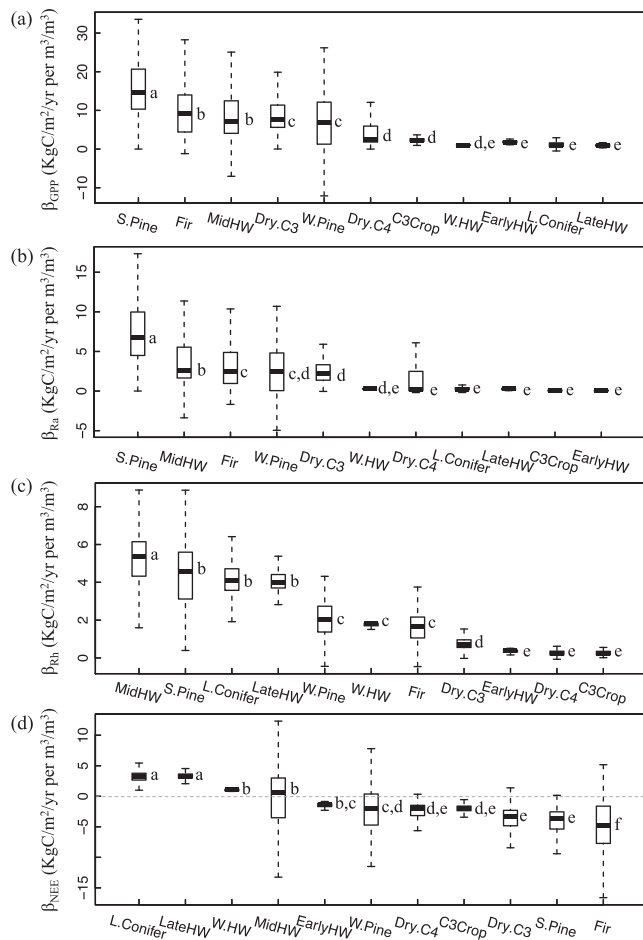 (a)
β_GPP (KgC/m²/yr per m³/m³)
30
20
10
0
−10
a
b
b
c
c
d
d
d,e
e
e
e
S.Pine
Fir
MidHW
Dry.C3
W.Pine
Dry.C4
C3Crop
W.HW
EarlyHW
L.Conifer
LateHW
(b)
β_Ra (KgC/m²/yr per m³/m³)
15
10
5
0
−5
a
b
c
c,d
d
d,e
e
e
e
e
e
S.Pine
MidHW
Fir
W.Pine
Dry.C3
W.HW
Dry.C4
L.Conifer
LateHW
C3Crop
EarlyHW
(c)
β_Rh (KgC/m²/yr per m³/m³)
8
6
4
2
0
a
b
b
b
c
c
c
d
e
e
e
MidHW
S.Pine
L.Conifer
LateHW
W.Pine
W.HW
Fir
Dry.C3
EarlyHW
Dry.C4
C3Crop
(d)
β_NEE (KgC/m²/yr per m³/m³)
10
5
0
−5
−15
a
a
b
b
b,c
c,d
d,e
d,e
e
e
f
L.Conifer
LateHW
W.HW
MidHW
EarlyHW
W.Pine
Dry.C4
C3Crop
Dry.C3
S.Pine
Fir